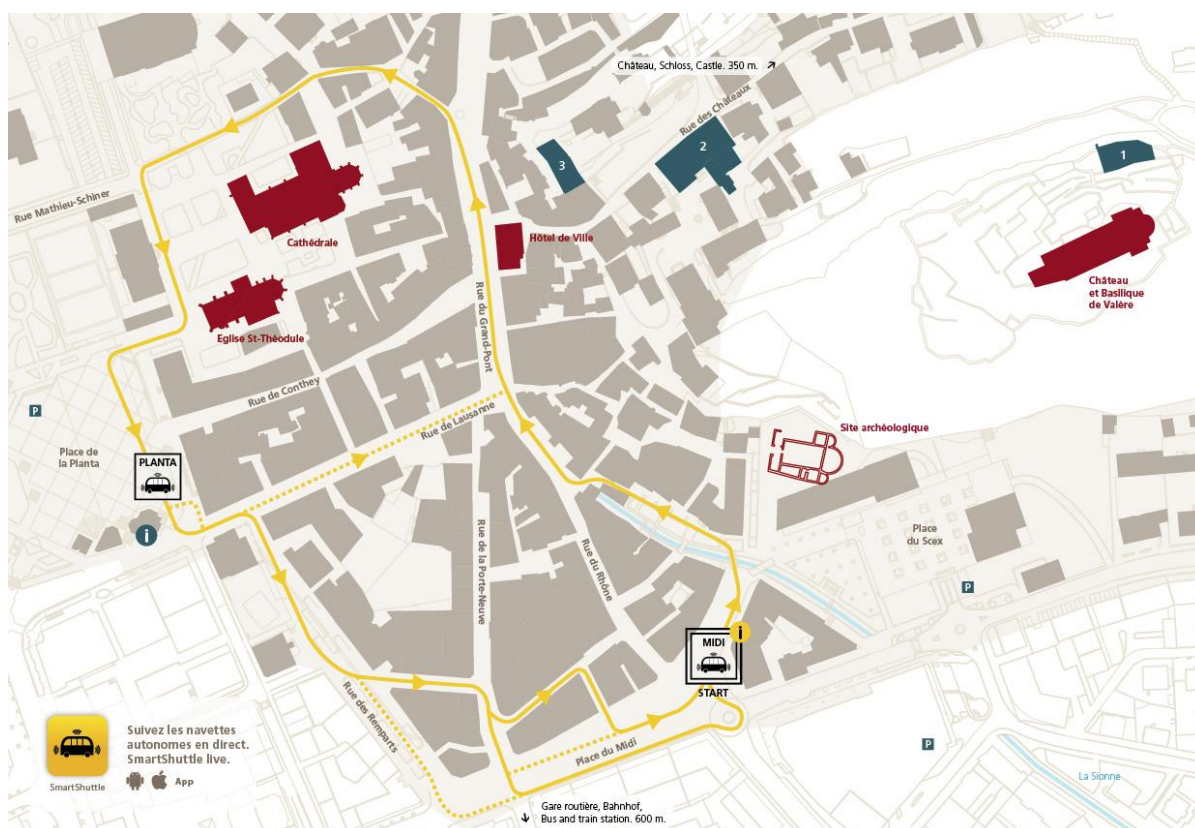 Château, Schloss, Castle. 350 m.
Rue des Châteaux
1
2
3
Rue Mathieu-Schiner
Cathédrale
Hôtel de Ville
Château
et Basilique
de Valère
Eglise St-Théodule
Rue du Grand-Pont
Rue de Conthey
Rue de Lausanne
P
Place de
la Planta
PLANTA
i
Site archéologique
Place
du Scex
P
Rue de la Porte-Neuve
Rue du Rhône
MIDI
i
START
Rue des Remparts
Place du Midi
P
La Sionne
Suivez les navettes
autonomes en direct.
SmartShuttle live.
App
SmartShuttle
Gare routière, Bahnhof,
Bus and train station. 600 m.